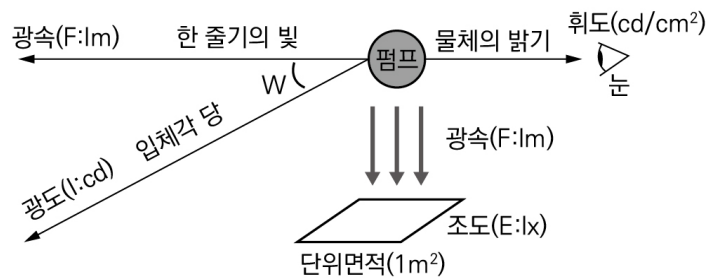 광속(F:lm)
한 줄기의 빛
펌프
물체의 밝기
휘도(cd/cm²)
눈
W
입체각 당
광도(I:cd)
광속(F:lm)
조도(E:lx)
단위면적(1m²)